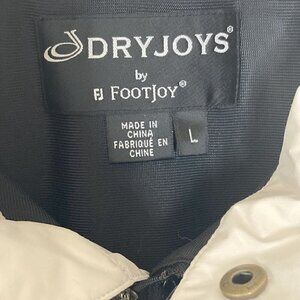 DRYJOYS®
by
FJ FOOTJOY®
MADE IN
CHINA
FABRIQUÉ EN
CHINE
L